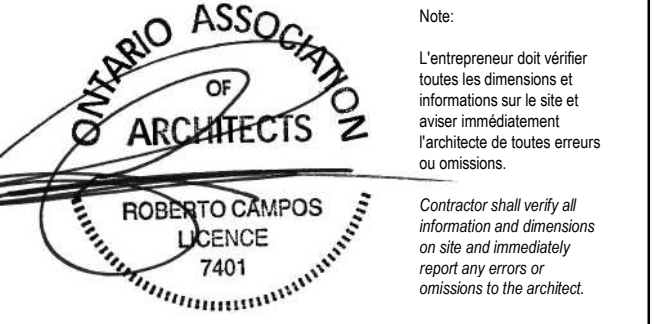 ONTARIO ASSOCIATION
OF
ARCHITECTS
ROBERTO CAMPOS
LICENCE
7401
Note:
L'entrepreneur doit vérifier
toutes les dimensions et
informations sur le site et
aviser immédiatement
l'architecte de toutes erreurs
ou omissions.
Contractor shall verify all
information and dimensions
on site and immediately
report any errors or
omissions to the architect.